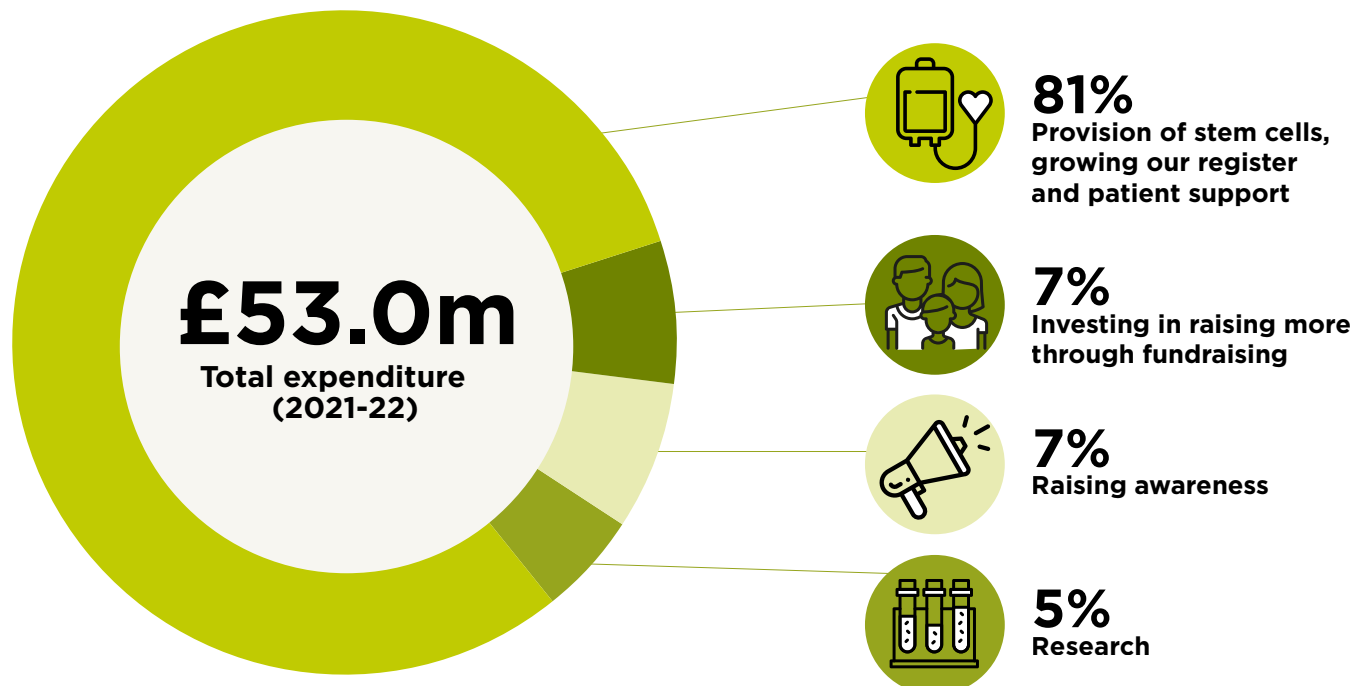 £53.0m
Total expenditure
(2021-22)
81%
Provision of stem cells,
growing our register
and patient support
7%
Investing in raising more
through fundraising
7%
Raising awareness
5%
Research